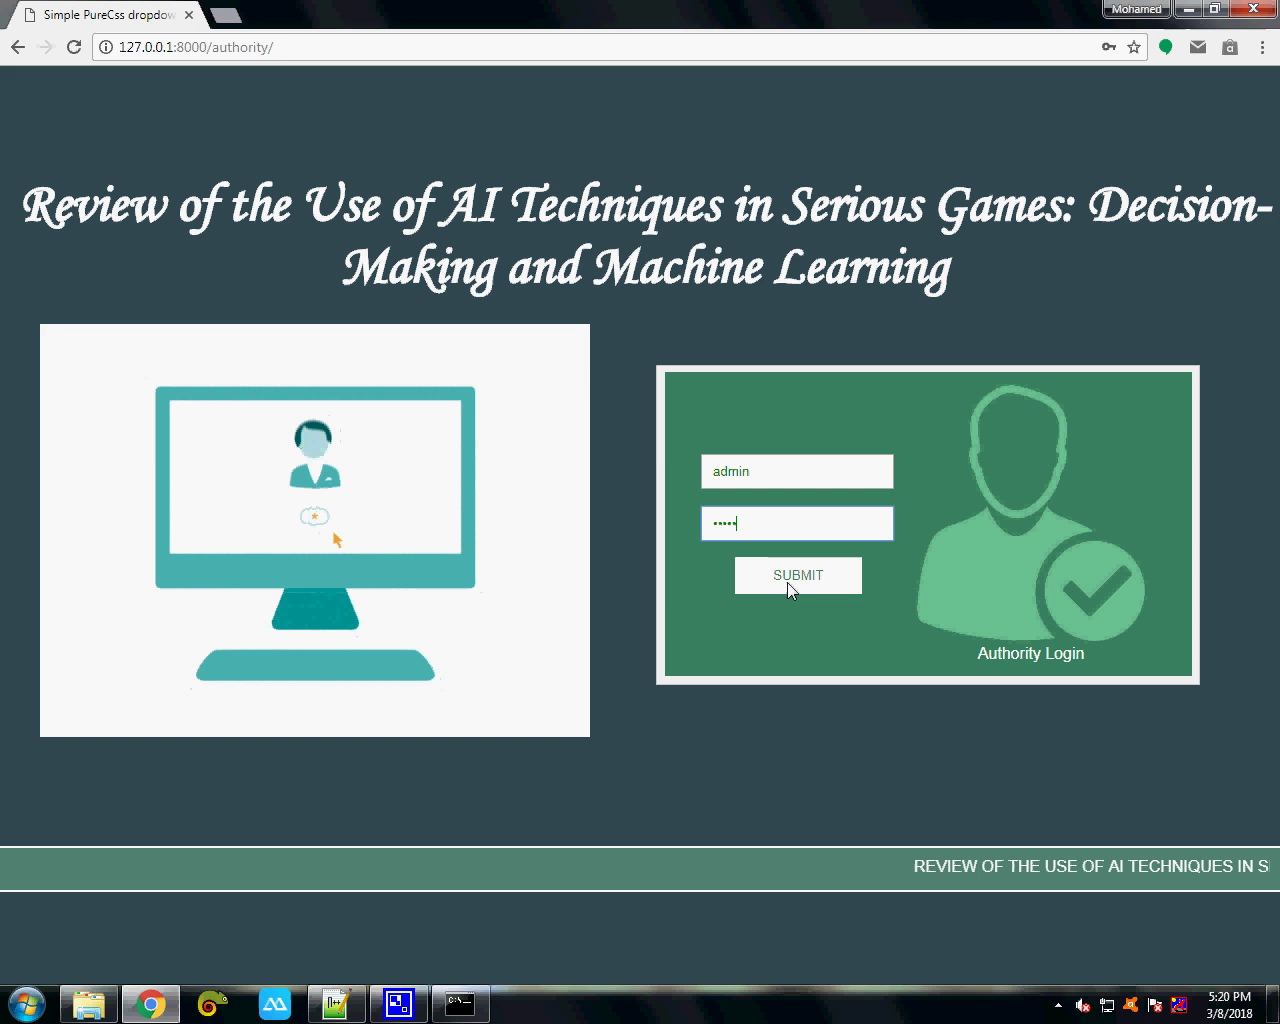 Simple PureCss dropdow
Mohamed
127.0.0.1:8000/authority/
Review of the Use of AI Techniques in Serious Games: Decision-
Making and Machine Learning
admin
•••••
SUBMIT
Authority Login
REVIEW OF THE USE OF AI TECHNIQUES IN S
C:\_
5:20 PM
3/8/2018